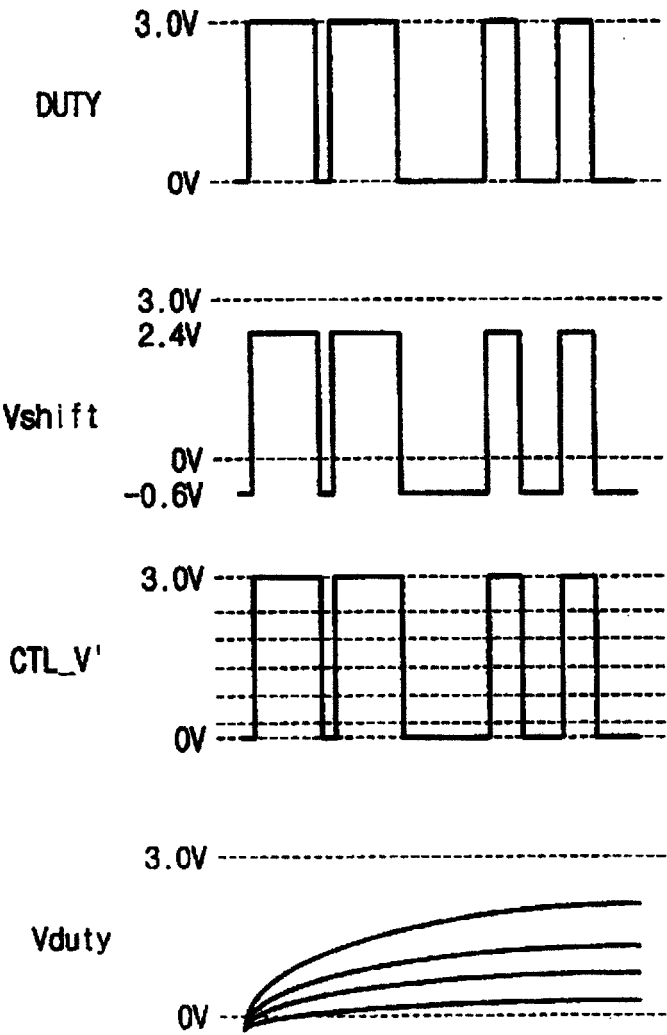 3.0V
DUTY
0V
3.0V
2.4V
Vshift
0V
-0.6V
3.0V
CTL_V'
0V
3.0V
Vduty
0V